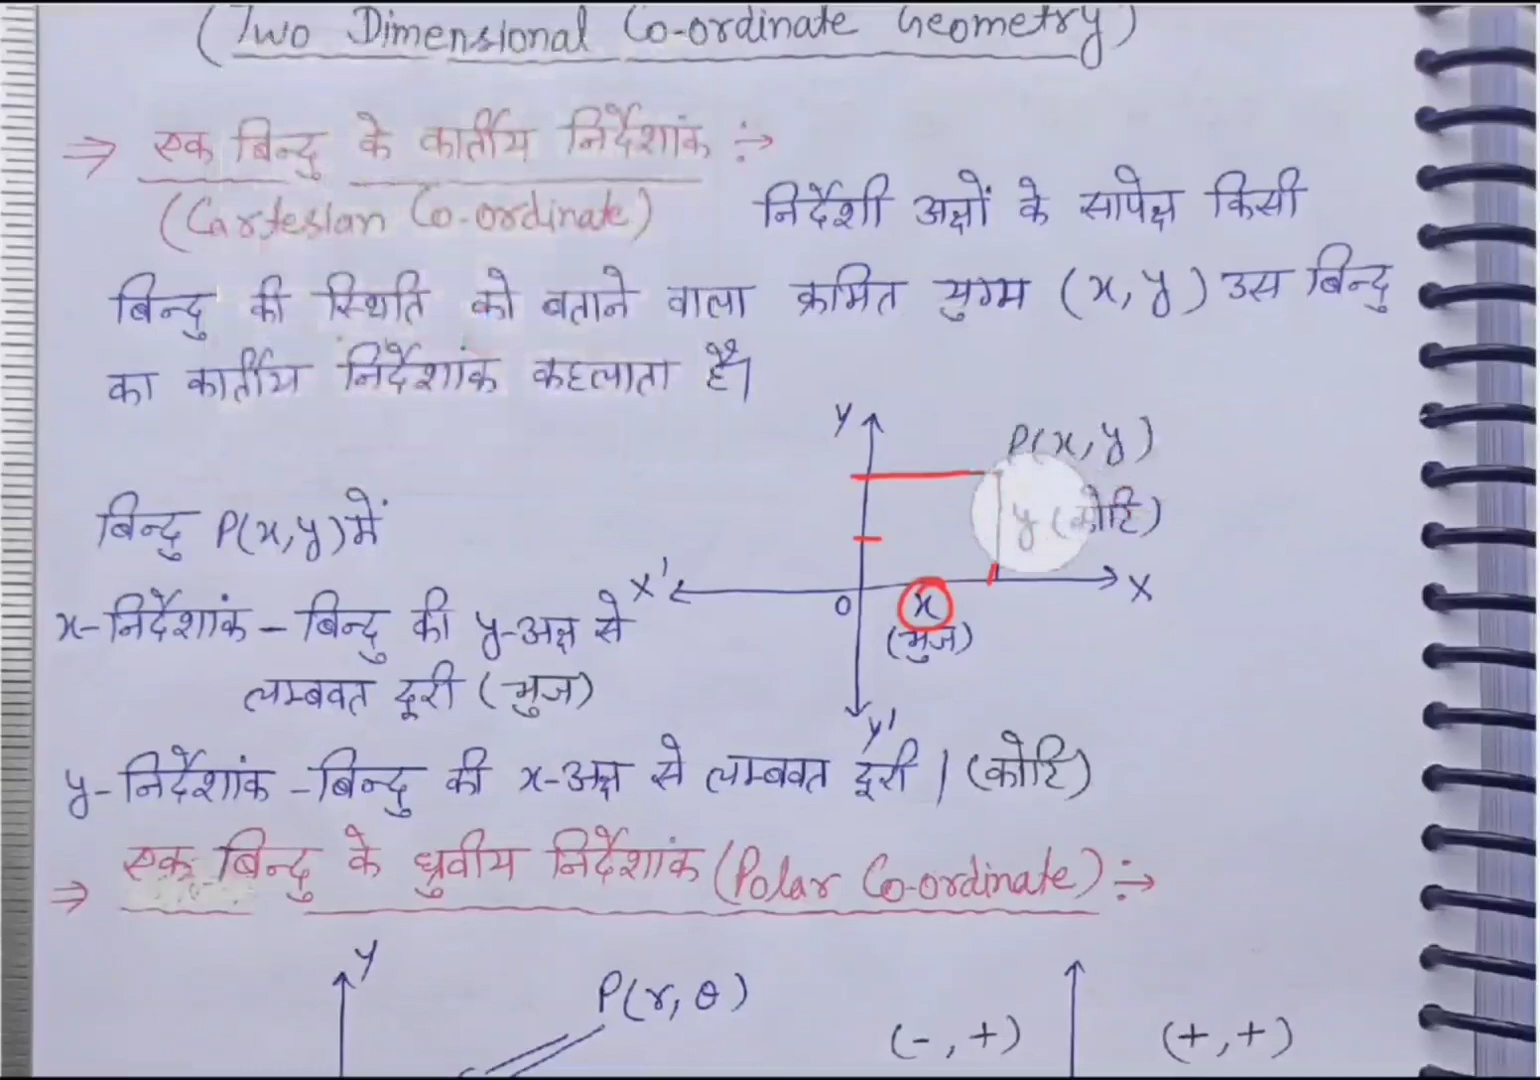 (Two Dimensional Co-ordinate Geometry)
⇒ एक बिन्दु के कार्तीय निर्देशांक ÷→
(Cartesian Co-ordinate)
निर्देशी अक्षों के सापेक्ष किसी
बिन्दु की स्थिति को बताने वाला क्रमित युग्म (x, y) उस बिन्दु
का कार्तीय निर्देशांक कहलाता है।
Y
P(x, y)
y (कोटि)
बिन्दु P(x, y) में
X'
O
x
X
(भुज)
Y'
x-निर्देशांक - बिन्दु की y-अक्ष से
लम्बवत दूरी (भुज)
y-निर्देशांक - बिन्दु की x-अक्ष से लम्बवत दूरी | (कोटि)
⇒ एक बिन्दु के ध्रुवीय निर्देशांक (Polar Co-ordinate) ÷→
Y
P(r, θ)
(-, +)
(+, +)